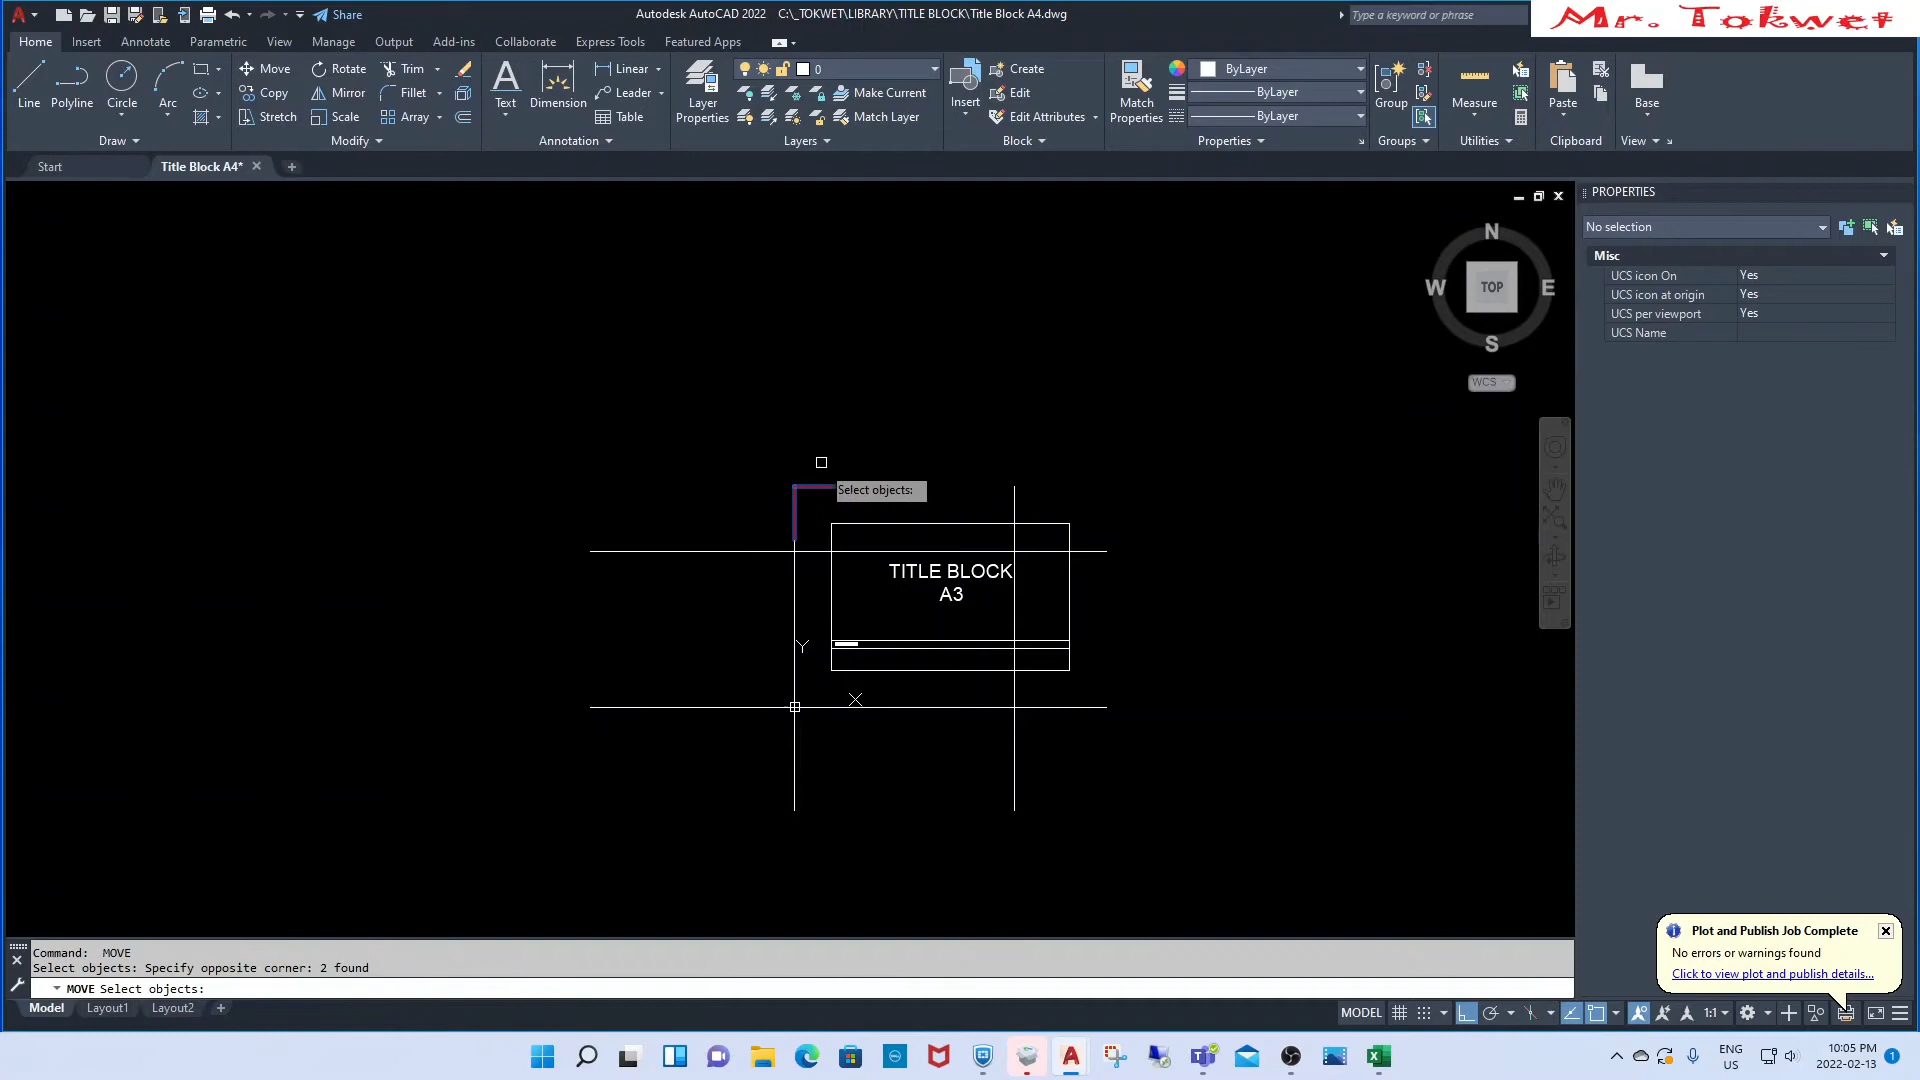 Share
Autodesk AutoCAD 2022   C:\_TOKWET\LIBRARY\TITLE BLOCK\Title Block A4.dwg
Type a keyword or phrase
Mr. Tokwet
Home Insert Annotate Parametric View Manage Output Add-ins Collaborate Express Tools Featured Apps
Line Polyline Circle Arc
Move Rotate Trim
Copy Mirror Fillet
Stretch Scale Array
Text Dimension
Linear
Leader
Table
Layer Properties
0
Make Current
Match Layer
Insert
Create
Edit
Edit Attributes
Match Properties
ByLayer
ByLayer
ByLayer
Group
Measure
Paste
Base
Draw Modify Annotation Layers Block Properties Groups Utilities Clipboard View
Start Title Block A4*
PROPERTIES
No selection
Misc
UCS icon On Yes
UCS icon at origin Yes
UCS per viewport Yes
UCS Name
N
W TOP E
S
WCS
Select objects:
TITLE BLOCK
A3
Y
X
Command:  MOVE
Select objects: Specify opposite corner: 2 found
MOVE Select objects:
Plot and Publish Job Complete
No errors or warnings found
Click to view plot and publish details...
Model Layout1 Layout2
MODEL 1:1
ENG
US
10:05 PM
2022-02-13
1